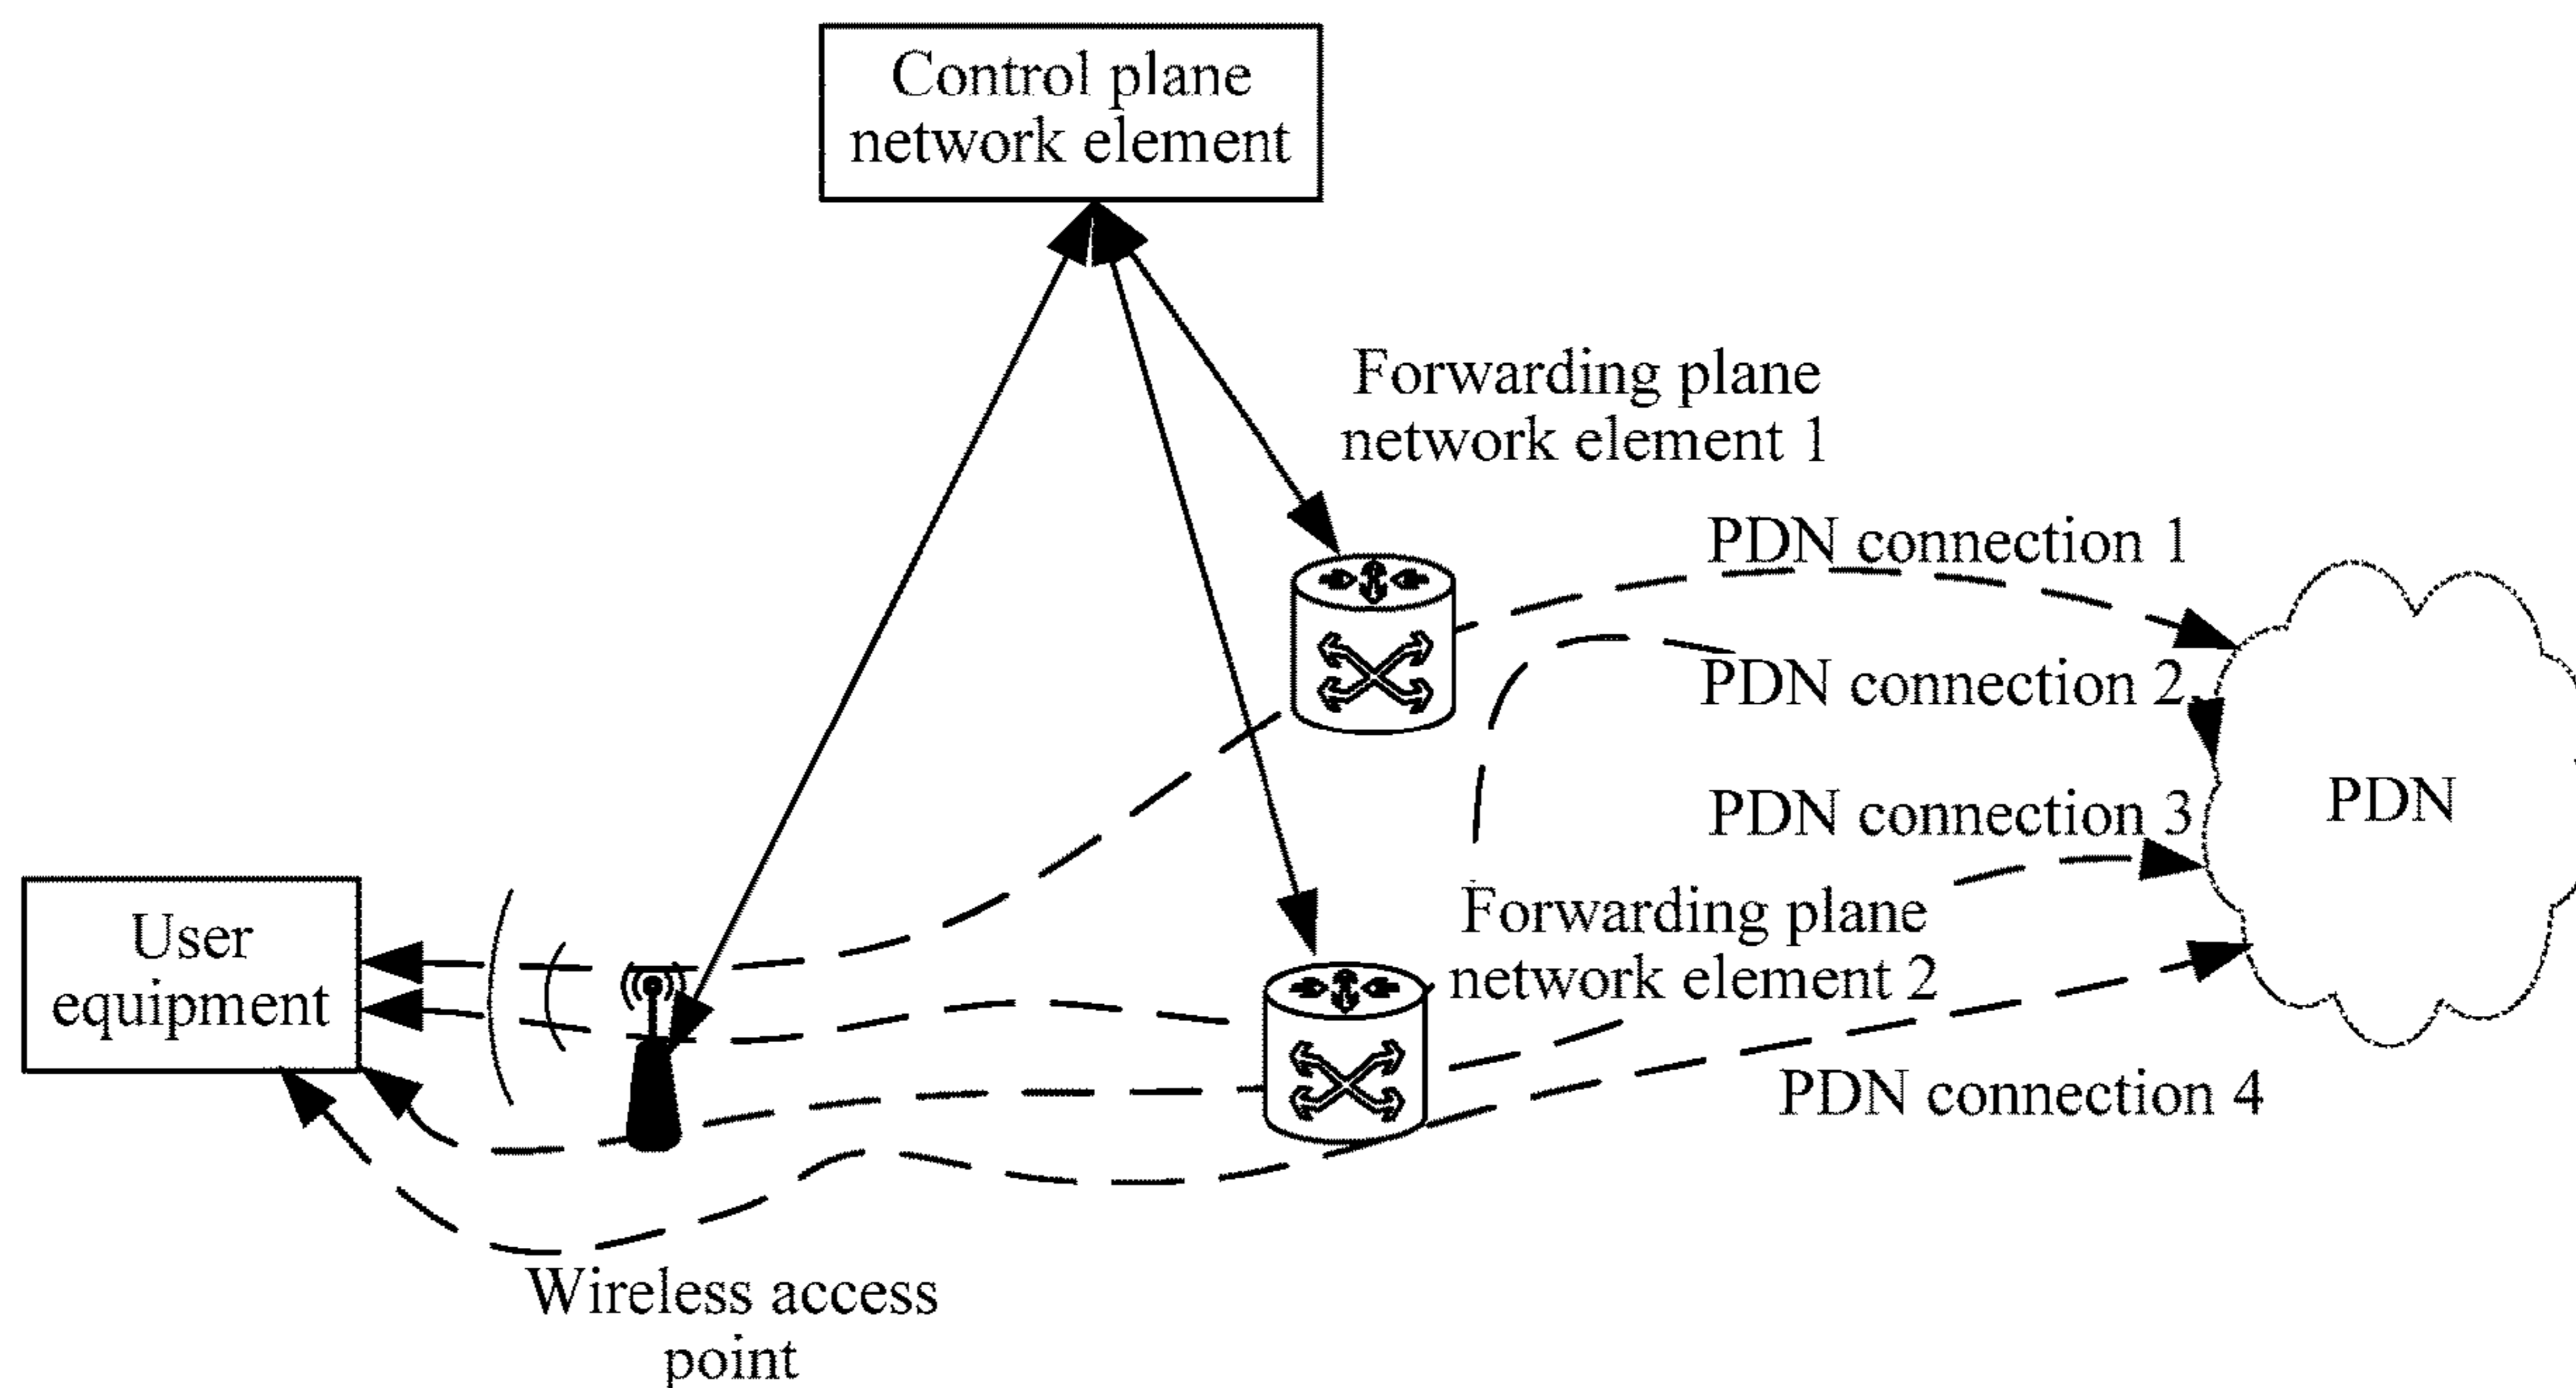 Control plane
network element
Forwarding plane
network element 1
PDN connection 1
PDN connection 2
PDN connection 3
PDN
Forwarding plane
network element 2
User
equipment
PDN connection 4
Wireless access
point